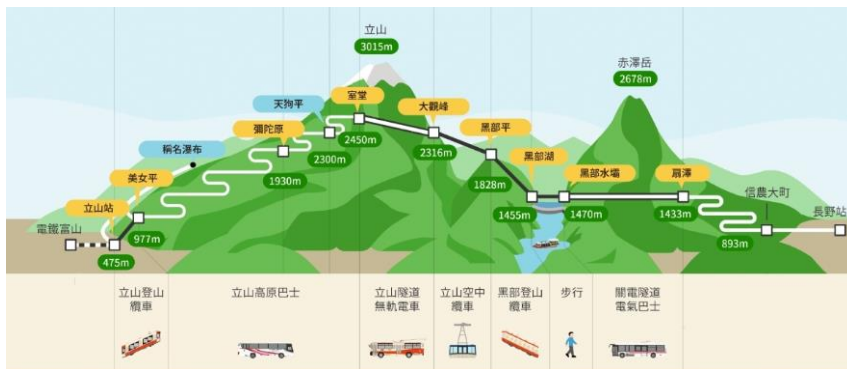 立山
3015m
赤澤岳
2678m
天狗平
室堂
大觀峰
彌陀原
黑部平
稱名瀑布
2450m
2316m
2300m
美女平
黑部湖
黑部水壩
扇澤
1930m
1828m
信農大町
立山站
長野站
電鐵富山
977m
1455m
1470m
1433m
893m
475m
立山登山
纜車
立山高原巴士
立山隧道
無軌電車
立山空中
纜車
黑部登山
纜車
步行
關電隧道
電氣巴士